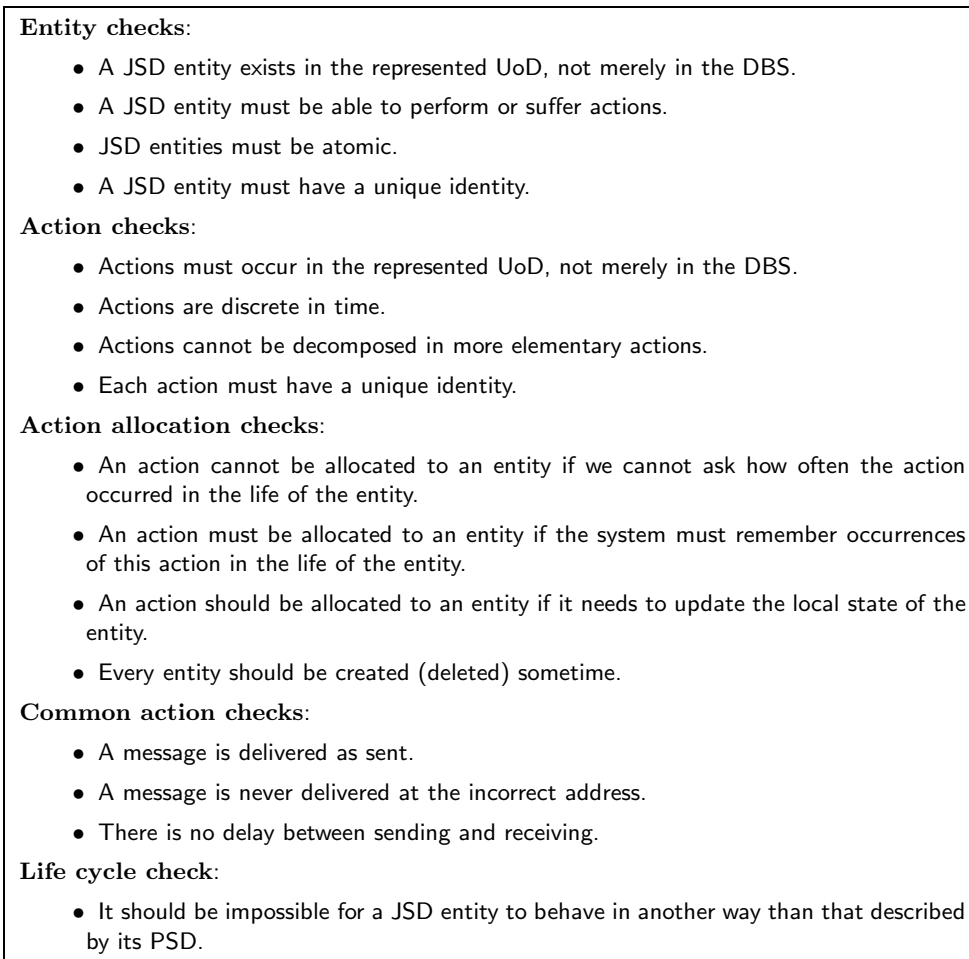 Entity checks:
• A JSD entity exists in the represented UoD, not merely in the DBS.
• A JSD entity must be able to perform or suffer actions.
• JSD entities must be atomic.
• A JSD entity must have a unique identity.
Action checks:
• Actions must occur in the represented UoD, not merely in the DBS.
• Actions are discrete in time.
• Actions cannot be decomposed in more elementary actions.
• Each action must have a unique identity.
Action allocation checks:
• An action cannot be allocated to an entity if we cannot ask how often the action
occurred in the life of the entity.
• An action must be allocated to an entity if the system must remember occurrences
of this action in the life of the entity.
• An action should be allocated to an entity if it needs to update the local state of the
entity.
• Every entity should be created (deleted) sometime.
Common action checks:
• A message is delivered as sent.
• A message is never delivered at the incorrect address.
• There is no delay between sending and receiving.
Life cycle check:
• It should be impossible for a JSD entity to behave in another way than that described
by its PSD.